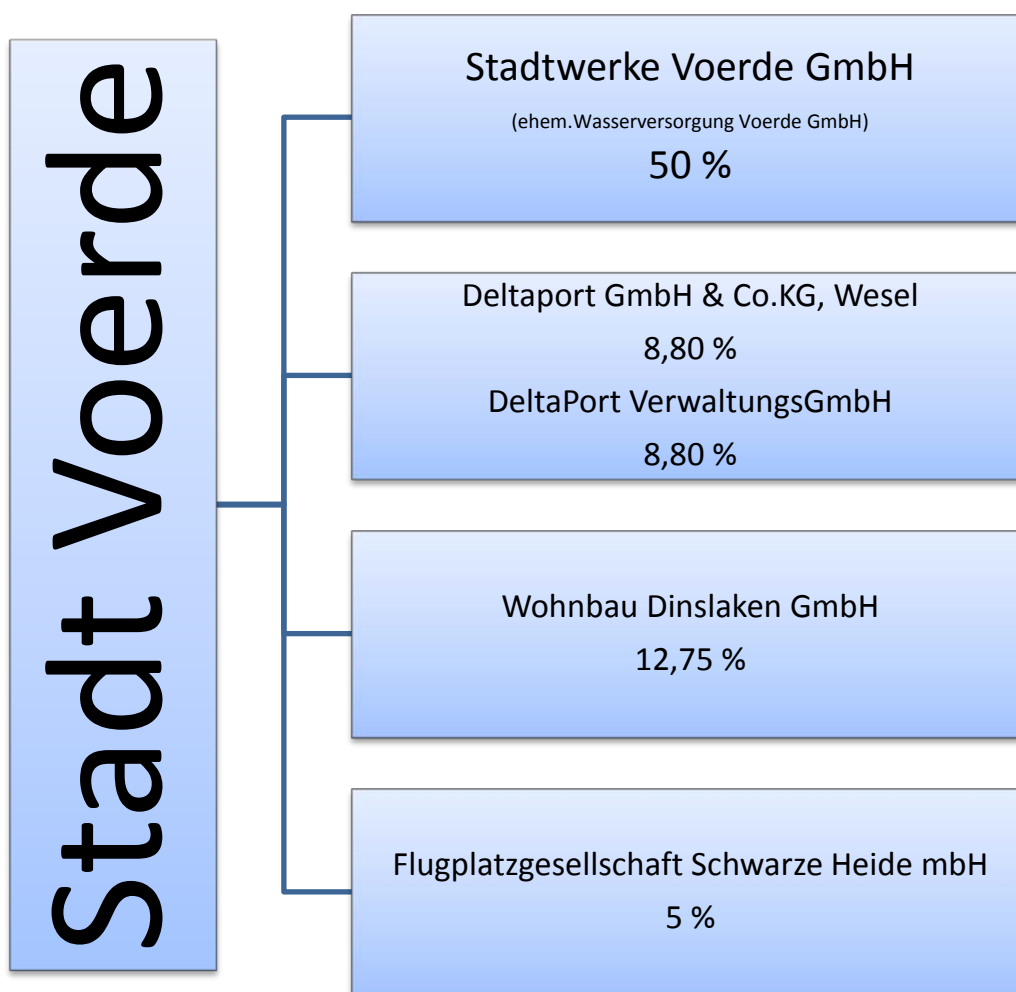 Stadt Voerde
Stadtwerke Voerde GmbH
(ehem.Wasserversorgung Voerde GmbH)
50 %
Deltaport GmbH & Co.KG, Wesel
8,80 %
DeltaPort VerwaltungsGmbH
8,80 %
Wohnbau Dinslaken GmbH
12,75 %
Flugplatzgesellschaft Schwarze Heide mbH
5 %